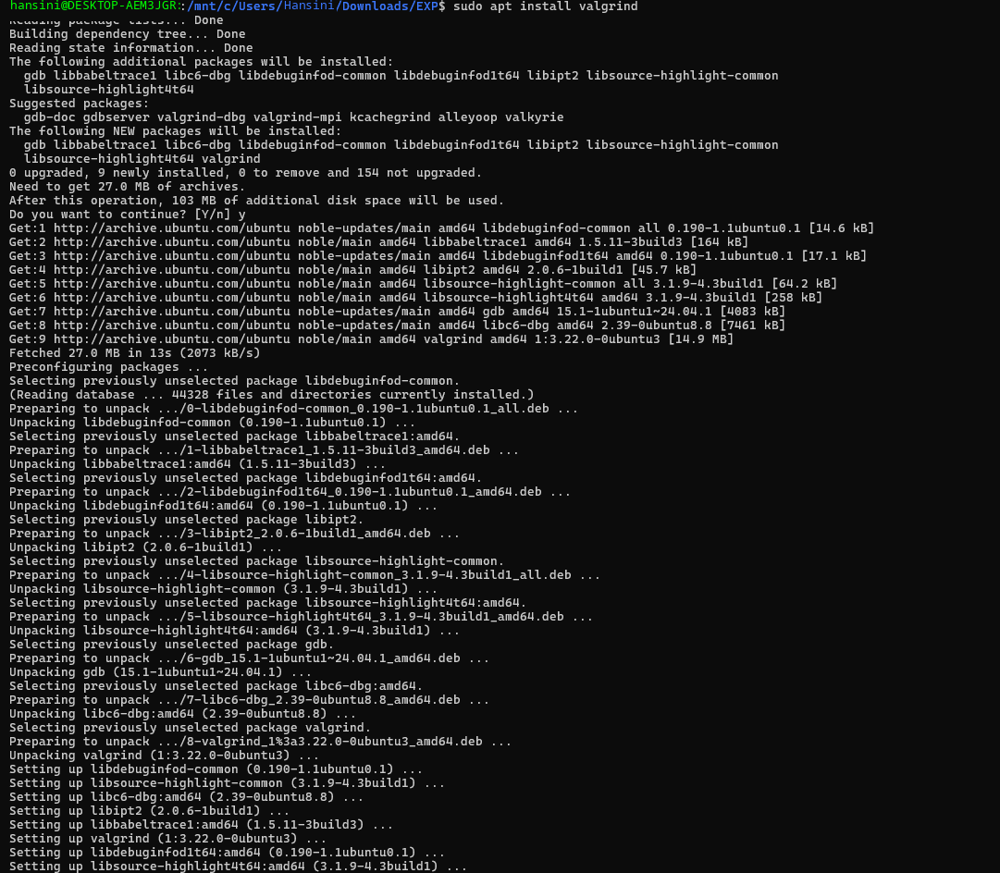 hansini@DESKTOP-AEM3JGR:/mnt/c/Users/Hansini/Downloads/EXP$ sudo apt install valgrind
Reading package lists... Done
Building dependency tree... Done
Reading state information... Done
The following additional packages will be installed:
  gdb libbabeltrace1 libc6-dbg libdebuginfod-common libdebuginfod1t64 libipt2 libsource-highlight-common
  libsource-highlight4t64
Suggested packages:
  gdb-doc gdbserver valgrind-dbg valgrind-mpi kcachegrind alleyoop valkyrie
The following NEW packages will be installed:
  gdb libbabeltrace1 libc6-dbg libdebuginfod-common libdebuginfod1t64 libipt2 libsource-highlight-common
  libsource-highlight4t64 valgrind
0 upgraded, 9 newly installed, 0 to remove and 154 not upgraded.
Need to get 27.0 MB of archives.
After this operation, 103 MB of additional disk space will be used.
Do you want to continue? [Y/n] y
Get:1 http://archive.ubuntu.com/ubuntu noble-updates/main amd64 libdebuginfod-common all 0.190-1.1ubuntu0.1 [14.6 kB]
Get:2 http://archive.ubuntu.com/ubuntu noble/main amd64 libbabeltrace1 amd64 1.5.11-3build3 [164 kB]
Get:3 http://archive.ubuntu.com/ubuntu noble-updates/main amd64 libdebuginfod1t64 amd64 0.190-1.1ubuntu0.1 [17.1 kB]
Get:4 http://archive.ubuntu.com/ubuntu noble/main amd64 libipt2 amd64 2.0.6-1build1 [45.7 kB]
Get:5 http://archive.ubuntu.com/ubuntu noble/main amd64 libsource-highlight-common all 3.1.9-4.3build1 [64.2 kB]
Get:6 http://archive.ubuntu.com/ubuntu noble/main amd64 libsource-highlight4t64 amd64 3.1.9-4.3build1 [258 kB]
Get:7 http://archive.ubuntu.com/ubuntu noble-updates/main amd64 gdb amd64 15.1-1ubuntu1~24.04.1 [4083 kB]
Get:8 http://archive.ubuntu.com/ubuntu noble-updates/main amd64 libc6-dbg amd64 2.39-0ubuntu8.8 [7461 kB]
Get:9 http://archive.ubuntu.com/ubuntu noble/main amd64 valgrind amd64 1:3.22.0-0ubuntu3 [14.9 MB]
Fetched 27.0 MB in 13s (2073 kB/s)
Preconfiguring packages ...
Selecting previously unselected package libdebuginfod-common.
(Reading database ... 44328 files and directories currently installed.)
Preparing to unpack .../0-libdebuginfod-common_0.190-1.1ubuntu0.1_all.deb ...
Unpacking libdebuginfod-common (0.190-1.1ubuntu0.1) ...
Selecting previously unselected package libbabeltrace1:amd64.
Preparing to unpack .../1-libbabeltrace1_1.5.11-3build3_amd64.deb ...
Unpacking libbabeltrace1:amd64 (1.5.11-3build3) ...
Selecting previously unselected package libdebuginfod1t64:amd64.
Preparing to unpack .../2-libdebuginfod1t64_0.190-1.1ubuntu0.1_amd64.deb ...
Unpacking libdebuginfod1t64:amd64 (0.190-1.1ubuntu0.1) ...
Selecting previously unselected package libipt2.
Preparing to unpack .../3-libipt2_2.0.6-1build1_amd64.deb ...
Unpacking libipt2 (2.0.6-1build1) ...
Selecting previously unselected package libsource-highlight-common.
Preparing to unpack .../4-libsource-highlight-common_3.1.9-4.3build1_all.deb ...
Unpacking libsource-highlight-common (3.1.9-4.3build1) ...
Selecting previously unselected package libsource-highlight4t64:amd64.
Preparing to unpack .../5-libsource-highlight4t64_3.1.9-4.3build1_amd64.deb ...
Unpacking libsource-highlight4t64:amd64 (3.1.9-4.3build1) ...
Selecting previously unselected package gdb.
Preparing to unpack .../6-gdb_15.1-1ubuntu1~24.04.1_amd64.deb ...
Unpacking gdb (15.1-1ubuntu1~24.04.1) ...
Selecting previously unselected package libc6-dbg:amd64.
Preparing to unpack .../7-libc6-dbg_2.39-0ubuntu8.8_amd64.deb ...
Unpacking libc6-dbg:amd64 (2.39-0ubuntu8.8) ...
Selecting previously unselected package valgrind.
Preparing to unpack .../8-valgrind_1%3a3.22.0-0ubuntu3_amd64.deb ...
Unpacking valgrind (1:3.22.0-0ubuntu3) ...
Setting up libdebuginfod-common (0.190-1.1ubuntu0.1) ...
Setting up libsource-highlight-common (3.1.9-4.3build1) ...
Setting up libc6-dbg:amd64 (2.39-0ubuntu8.8) ...
Setting up libipt2 (2.0.6-1build1) ...
Setting up libbabeltrace1:amd64 (1.5.11-3build3) ...
Setting up valgrind (1:3.22.0-0ubuntu3) ...
Setting up libdebuginfod1t64:amd64 (0.190-1.1ubuntu0.1) ...
Setting up libsource-highlight4t64:amd64 (3.1.9-4.3build1) ...